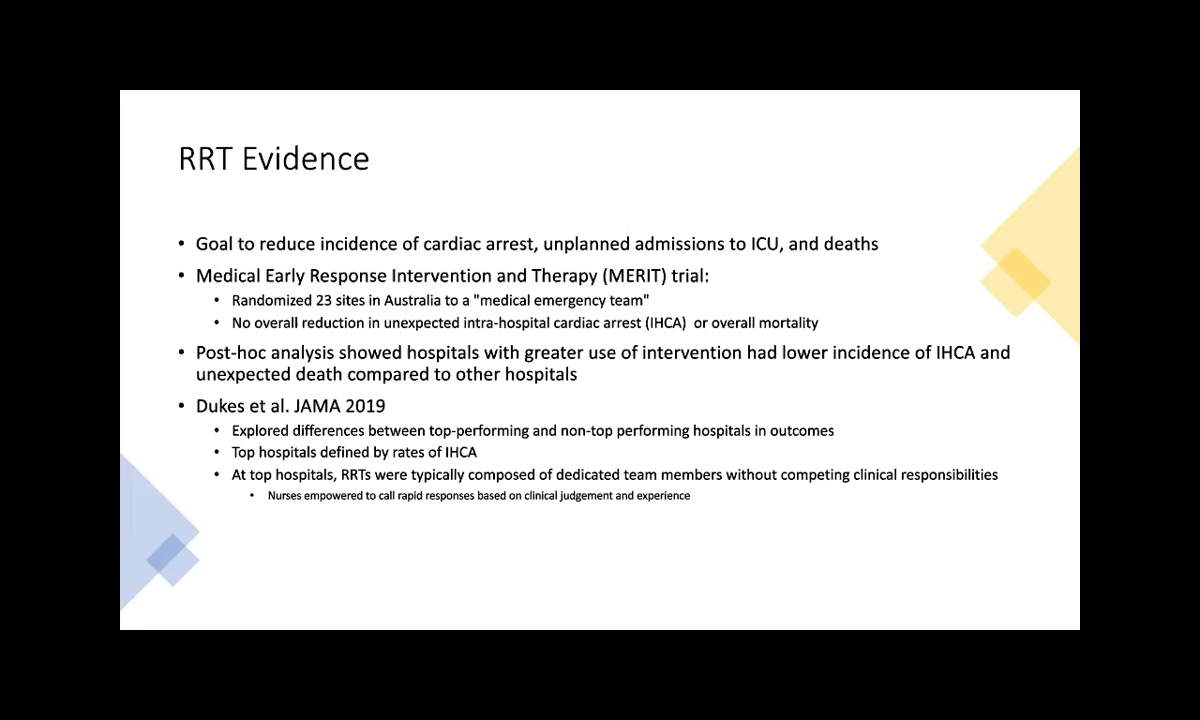 RRT Evidence
• Goal to reduce incidence of cardiac arrest, unplanned admissions to ICU, and deaths
• Medical Early Response Intervention and Therapy (MERIT) trial:
• Randomized 23 sites in Australia to a "medical emergency team"
• No overall reduction in unexpected intra-hospital cardiac arrest (IHCA) or overall mortality
• Post-hoc analysis showed hospitals with greater use of intervention had lower incidence of IHCA and
unexpected death compared to other hospitals
• Dukes et al. JAMA 2019
• Explored differences between top-performing and non-top performing hospitals in outcomes
• Top hospitals defined by rates of IHCA
• At top hospitals, RRTs were typically composed of dedicated team members without competing clinical responsibilities
• Nurses empowered to call rapid responses based on clinical judgement and experience